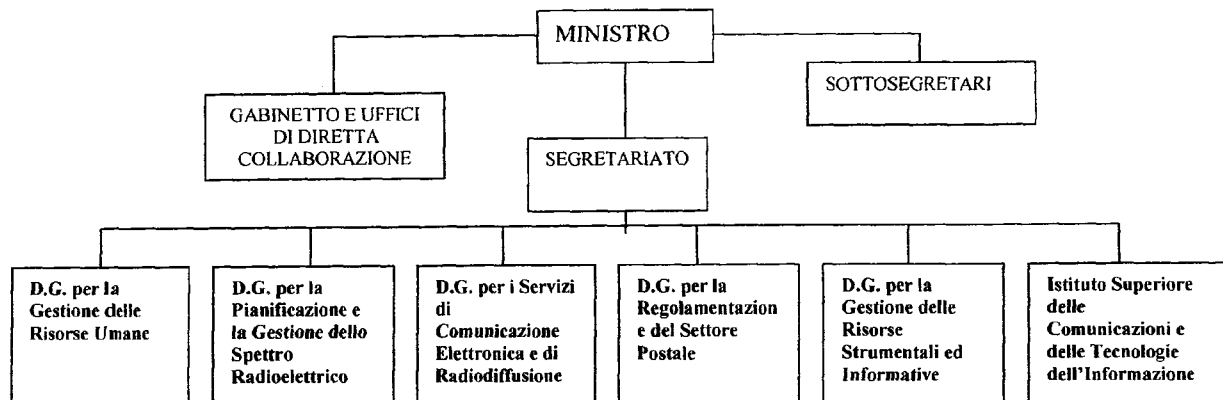 MINISTRO
SOTTOSEGRETARI
GABINETTO E UFFICI
DI DIRETTA
COLLABORAZIONE
SEGRETARIATO
D.G. per la
Gestione delle
Risorse Umane
D.G. per la
Pianificazione e
la Gestione dello
Spettro
Radioelettrico
D.G. per i Servizi
di
Comunicazione
Elettronica e di
Radiodiffusione
D.G. per la
Regolamentazion
e del Settore
Postale
D.G. per la
Gestione delle
Risorse
Strumentali ed
Informative
Istituto Superiore
delle
Comunicazioni e
delle Tecnologie
dell'Informazione